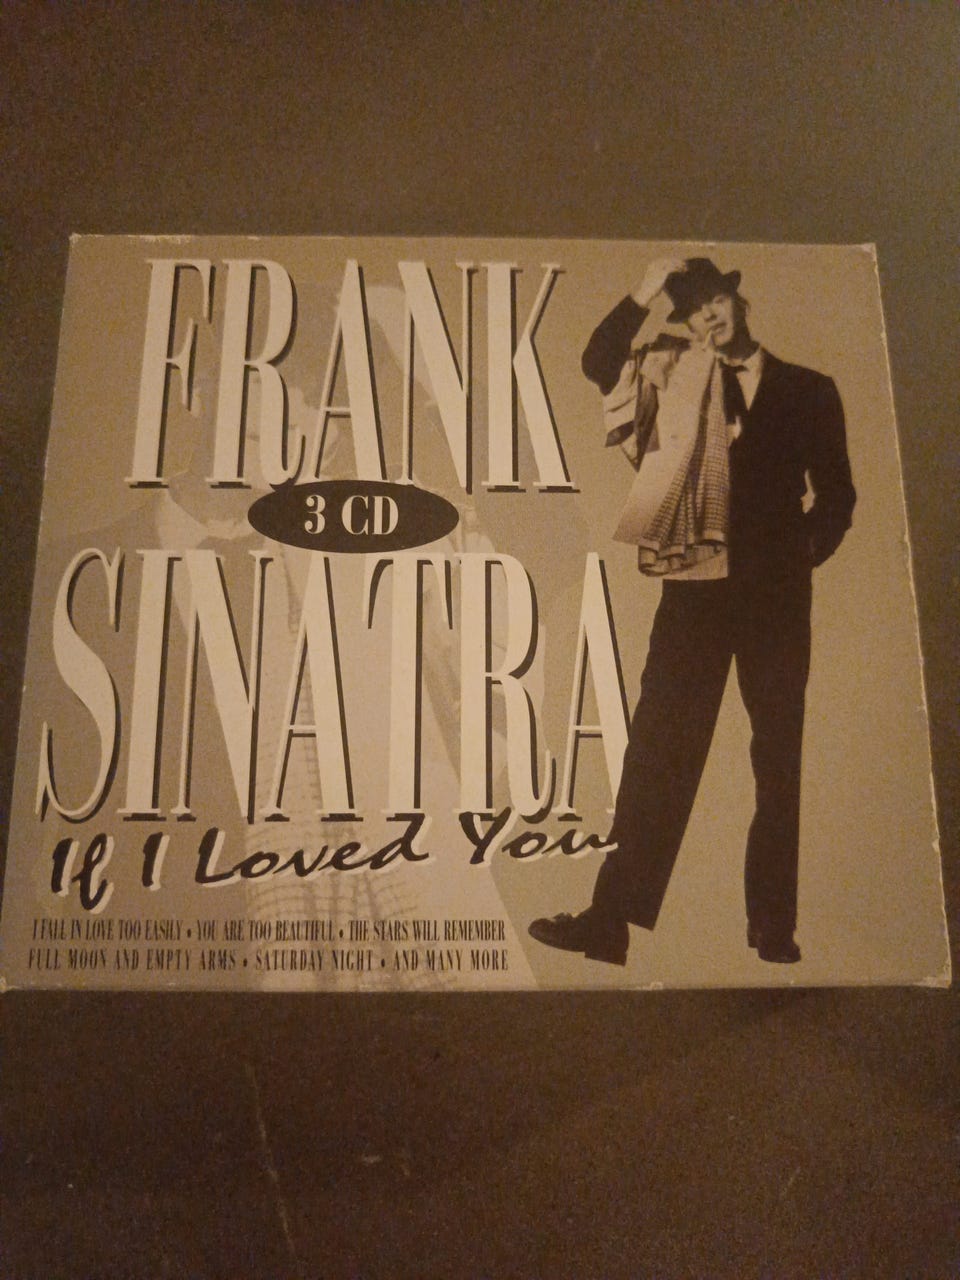 FRANK
3 CD
SINATRA
If I Loved You
I FALL IN LOVE TOO EASILY • YOU ARE TOO BEAUTIFUL • THE STARS WILL REMEMBER
FULL MOON AND EMPTY ARMS • SATURDAY NIGHT • AND MANY MORE